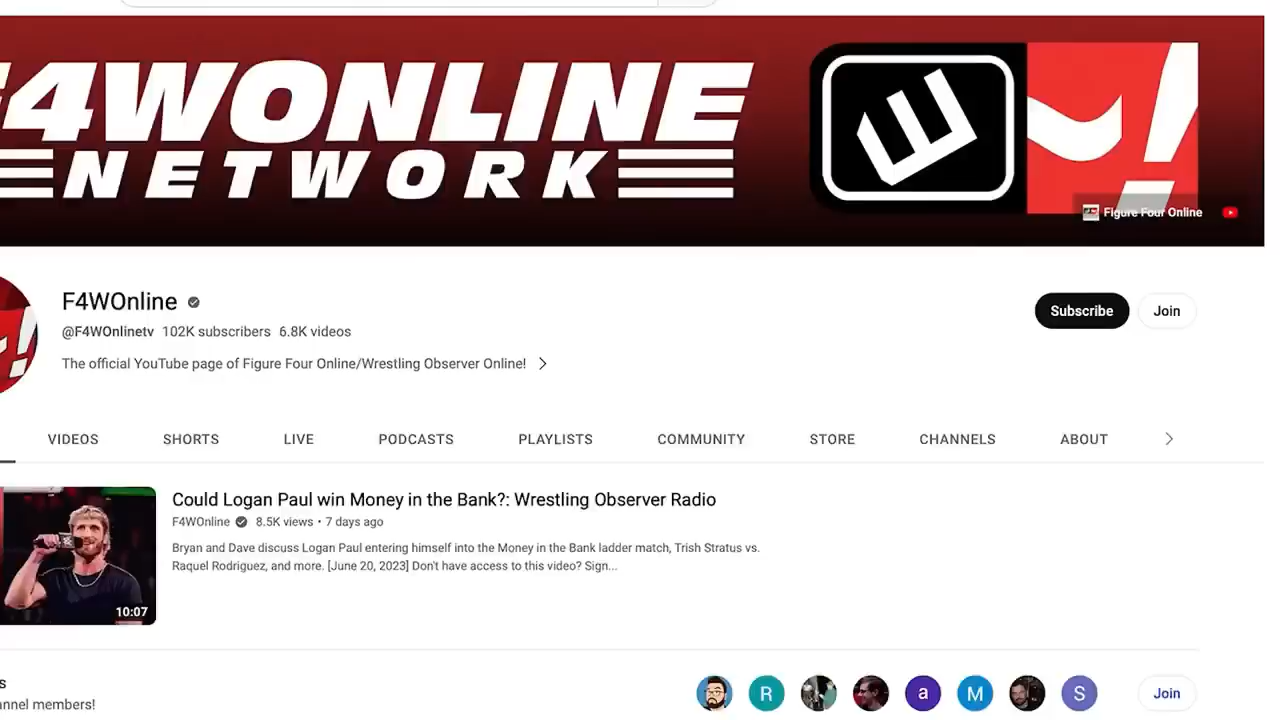 4WONLINE
NETWORK
Figure Four Online
F4WOnline
@F4WOnlinetv 102K subscribers 6.8K videos
The official YouTube page of Figure Four Online/Wrestling Observer Online!
Subscribe
Join
VIDEOS SHORTS LIVE PODCASTS PLAYLISTS COMMUNITY STORE CHANNELS ABOUT
Could Logan Paul win Money in the Bank?: Wrestling Observer Radio
F4WOnline 8.5K views • 7 days ago
Bryan and Dave discuss Logan Paul entering himself into the Money in the Bank ladder match, Trish Stratus vs.
Raquel Rodriguez, and more. [June 20, 2023] Don't have access to this video? Sign...
10:07
R
a
M
S
Join
nnel members!